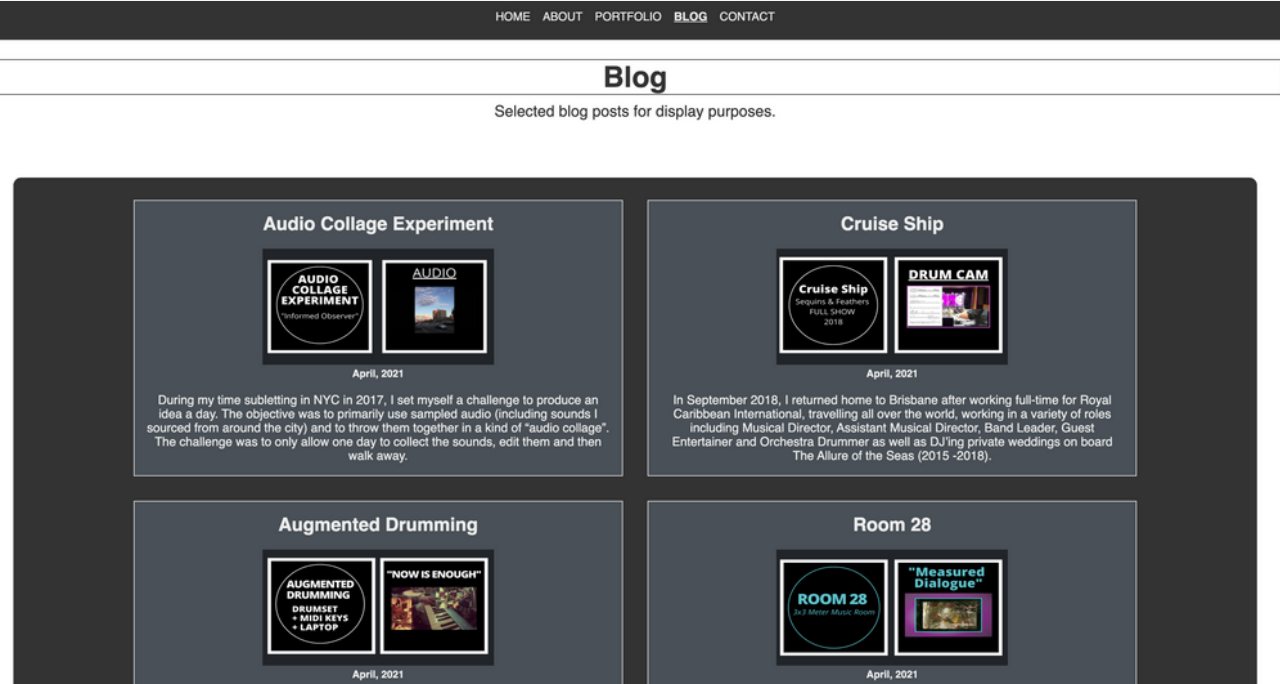 HOME ABOUT PORTFOLIO BLOG CONTACT
Blog
Selected blog posts for display purposes.
Audio Collage Experiment
AUDIO
COLLAGE
EXPERIMENT
"Informed Observer"
AUDIO
April, 2021
During my time subletting in NYC in 2017, I set myself a challenge to produce an
idea a day. The objective was to primarily use sampled audio (including sounds I
sourced from around the city) and to throw them together in a kind of “audio collage”.
The challenge was to only allow one day to collect the sounds, edit them and then
walk away.
Cruise Ship
Cruise Ship
Sequins & Feathers
FULL SHOW
2018
DRUM CAM
April, 2021
In September 2018, I returned home to Brisbane after working full-time for Royal
Caribbean International, travelling all over the world, working in a variety of roles
including Musical Director, Assistant Musical Director, Band Leader, Guest
Entertainer and Orchestra Drummer as well as DJ'ing private weddings on board
The Allure of the Seas (2015 -2018).
Augmented Drumming
AUGMENTED
DRUMMING
DRUMSET
+ MIDI KEYS
+ LAPTOP
"NOW IS ENOUGH"
April, 2021
Room 28
ROOM 28
3x3 Meter Music Room
"Measured
Dialogue"
April, 2021